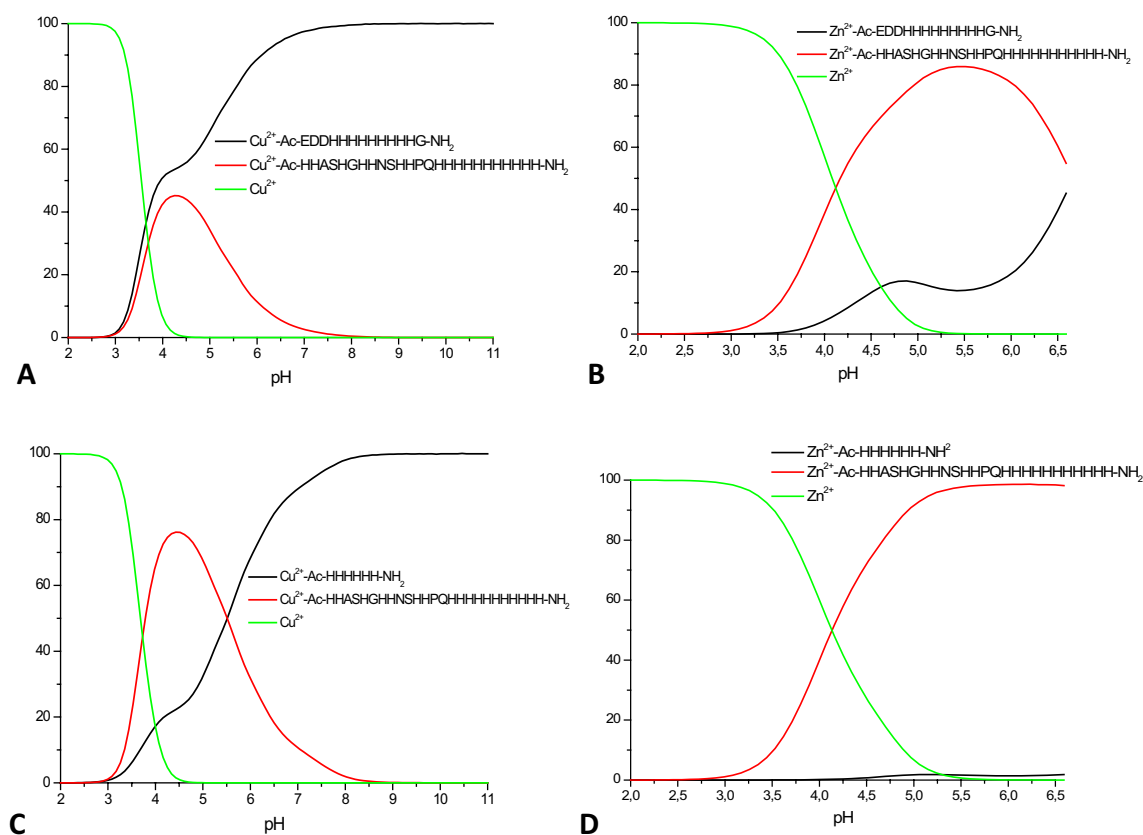 100
80
60
40
20
0
Cu²⁺-Ac-EDDHHHHHHHHHG-NH₂
Cu²⁺-Ac-HHASHGHHNSHHPQHHHHHHHHHHH-NH₂
Cu²⁺
2 3 4 5 6 7 8 9 10 11
pH
A
100
80
60
40
20
0
Zn²⁺-Ac-EDDHHHHHHHHHG-NH₂
Zn²⁺-Ac-HHASHGHHNSHHPQHHHHHHHHHHH-NH₂
Zn²⁺
2,0 2,5 3,0 3,5 4,0 4,5 5,0 5,5 6,0 6,5
pH
B
100
80
60
40
20
0
Cu²⁺-Ac-HHHHHH-NH₂
Cu²⁺-Ac-HHASHGHHNSHHPQHHHHHHHHHHH-NH₂
Cu²⁺
2 3 4 5 6 7 8 9 10 11
pH
C
100
80
60
40
20
0
Zn²⁺-Ac-HHHHHH-NH²
Zn²⁺-Ac-HHASHGHHNSHHPQHHHHHHHHHHH-NH₂
Zn²⁺
2,0 2,5 3,0 3,5 4,0 4,5 5,0 5,5 6,0 6,5
pH
D